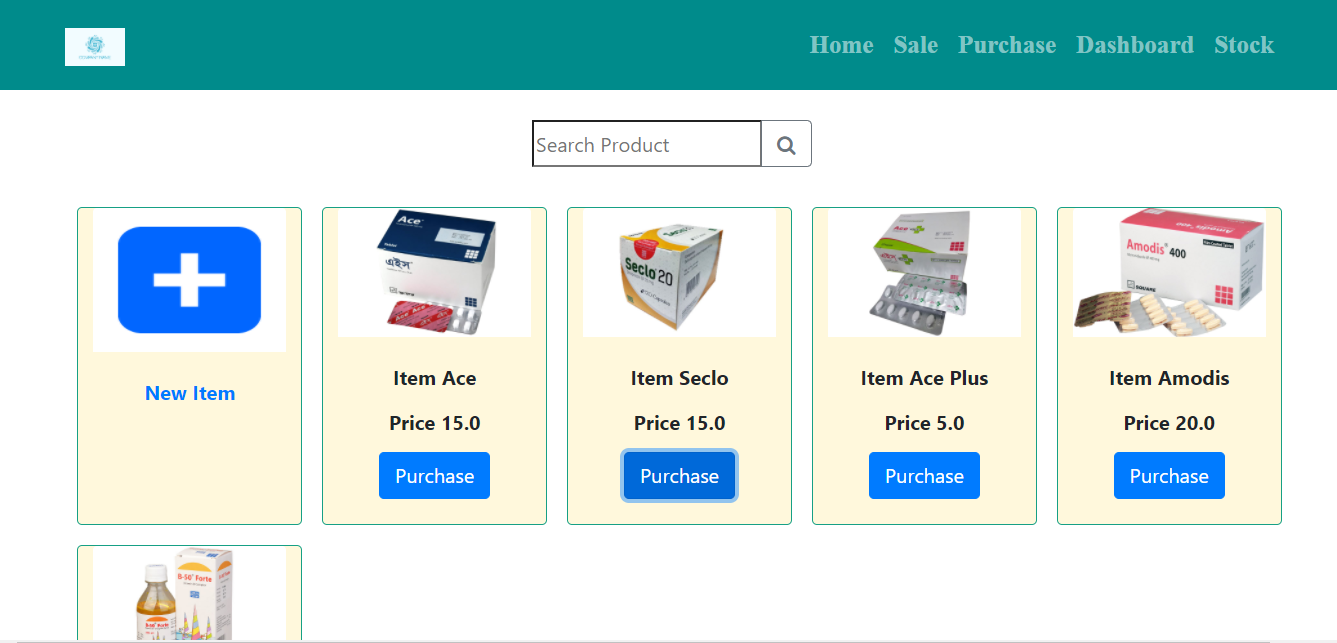 Home Sale Purchase Dashboard Stock
Search Product
Ace
এইস
Seclo 20
Ace
Amodis 400
SQUARE
New Item
Item Ace
Price 15.0
Purchase
Item Seclo
Price 15.0
Purchase
Item Ace Plus
Price 5.0
Purchase
Item Amodis
Price 20.0
Purchase
B-50 Forte